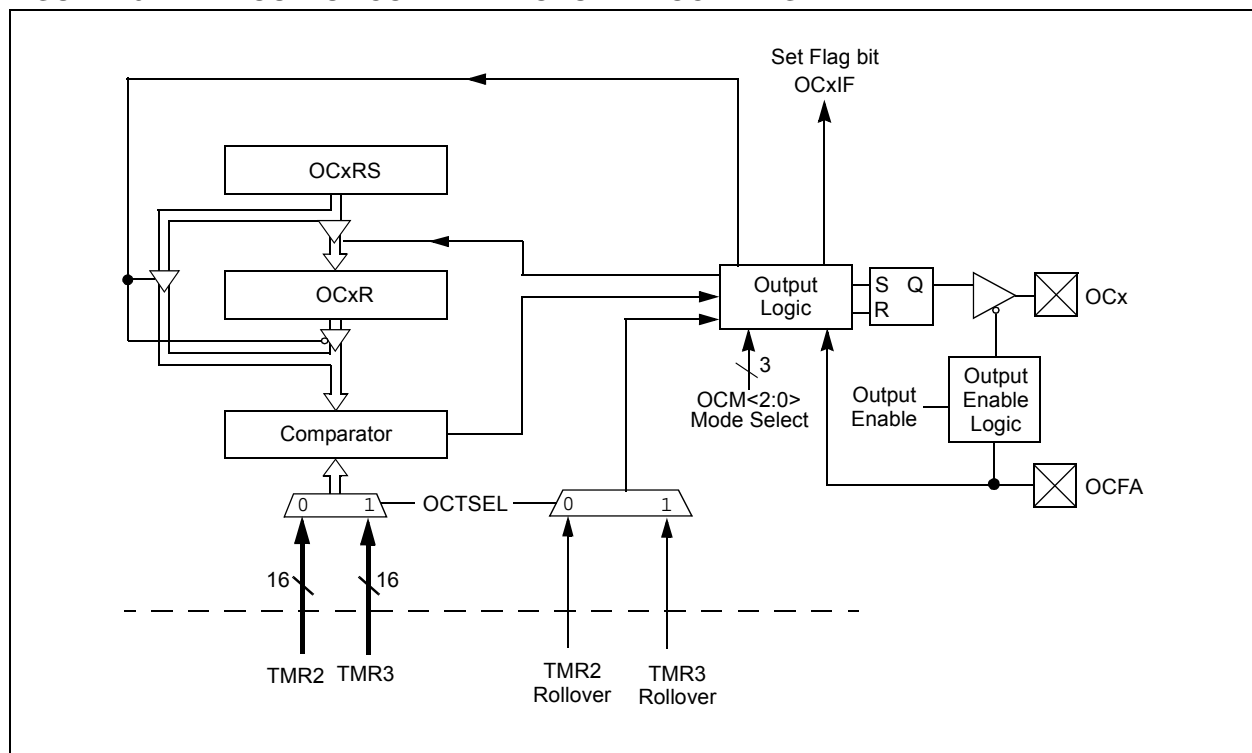 Set Flag bit
OCxIF
OCxRS
OCxR
Output
Logic
S Q
R
OCx
3
OCM<2:0>
Mode Select
Output
Enable
Output
Enable
Logic
Comparator
OCFA
0 1
OCTSEL
0 1
16
16
TMR2
TMR3
TMR2
Rollover
TMR3
Rollover